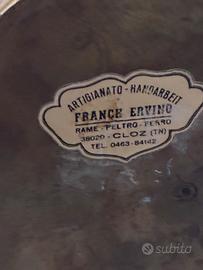 ARTIGIANATO - HANDARBEIT
FRANCH ERVINO
RAME - PELTRO - FERRO
38020 - CLOZ (TN)
TEL. 0463-84142
subito